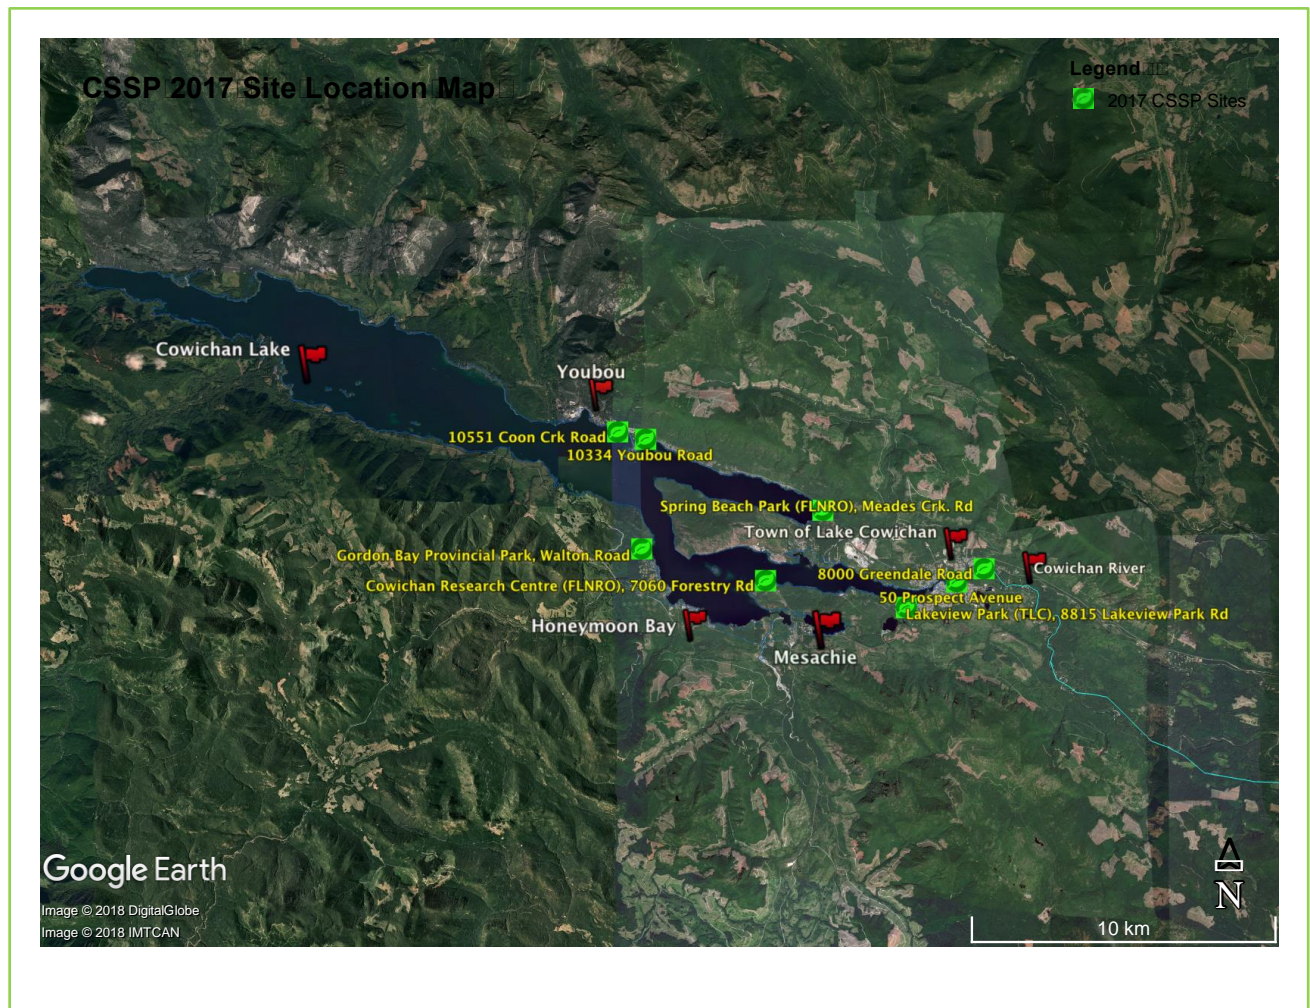 CSSP 2017 Site Location Map
Legend
2017 CSSP Sites
Cowichan Lake
Youbou
10551 Coon Crk Road
10334 Youbou Road
Spring Beach Park (FLNRO), Meades Crk. Rd
Town of Lake Cowichan
Gordon Bay Provincial Park, Walton Road
Cowichan River
8000 Greendale Road
Cowichan Research Centre (FLNRO), 7060 Forestry Rd
50 Prospect Avenue
Lakeview Park (TLC), 8815 Lakeview Park Rd
Honeymoon Bay
Mesachie
Google Earth
Image © 2018 DigitalGlobe
Image © 2018 IMTCAN
N
10 km